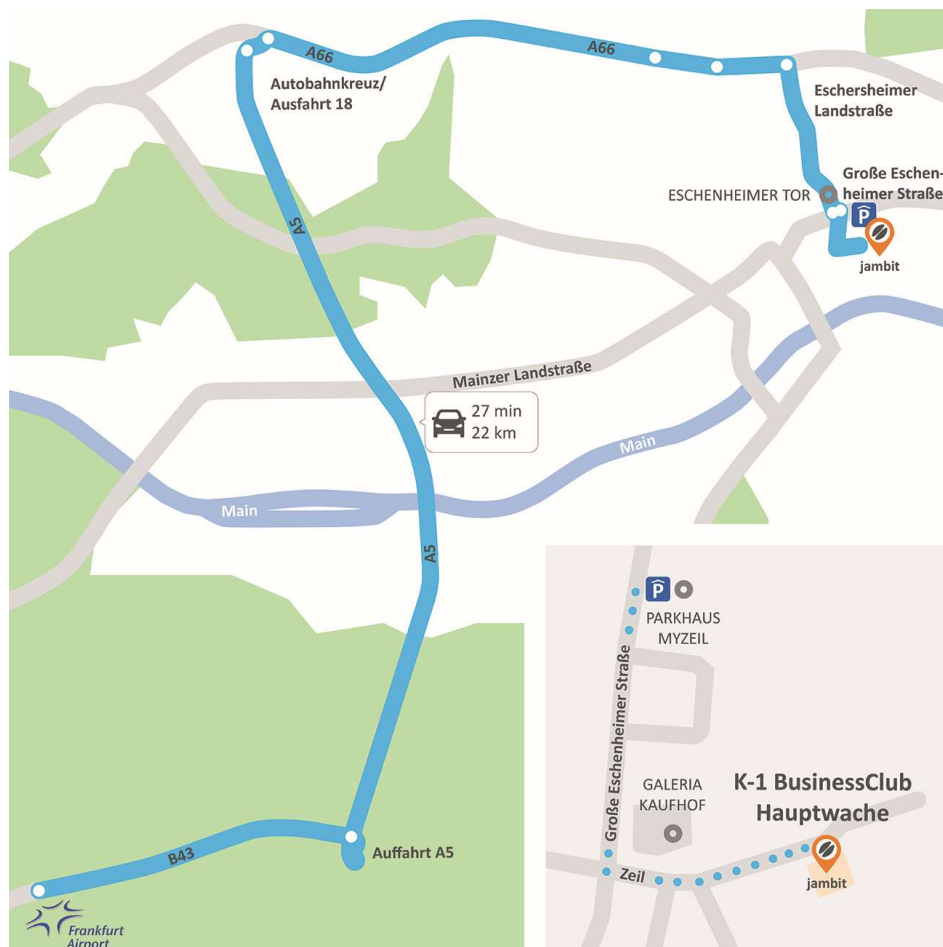 A66
A66
Autobahnkreuz/
Ausfahrt 18
Eschersheimer
Landstraße
Große Eschen-
heimer Straße
ESCHENHEIMER TOR
P
jambit
A5
Mainzer Landstraße
27 min
22 km
Main
Main
A5
P
PARKHAUS
MYZEIL
Große Eschenheimer Straße
K-1 BusinessClub
Hauptwache
GALERIA
KAUFHOF
Auffahrt A5
B43
Zeil
jambit
Frankfurt
Airport